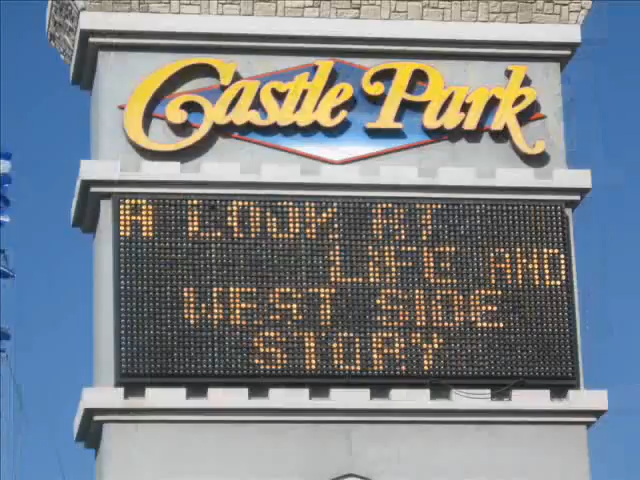 Castle Park
A LOOK AT
LIFE AND
WEST SIDE
STORY